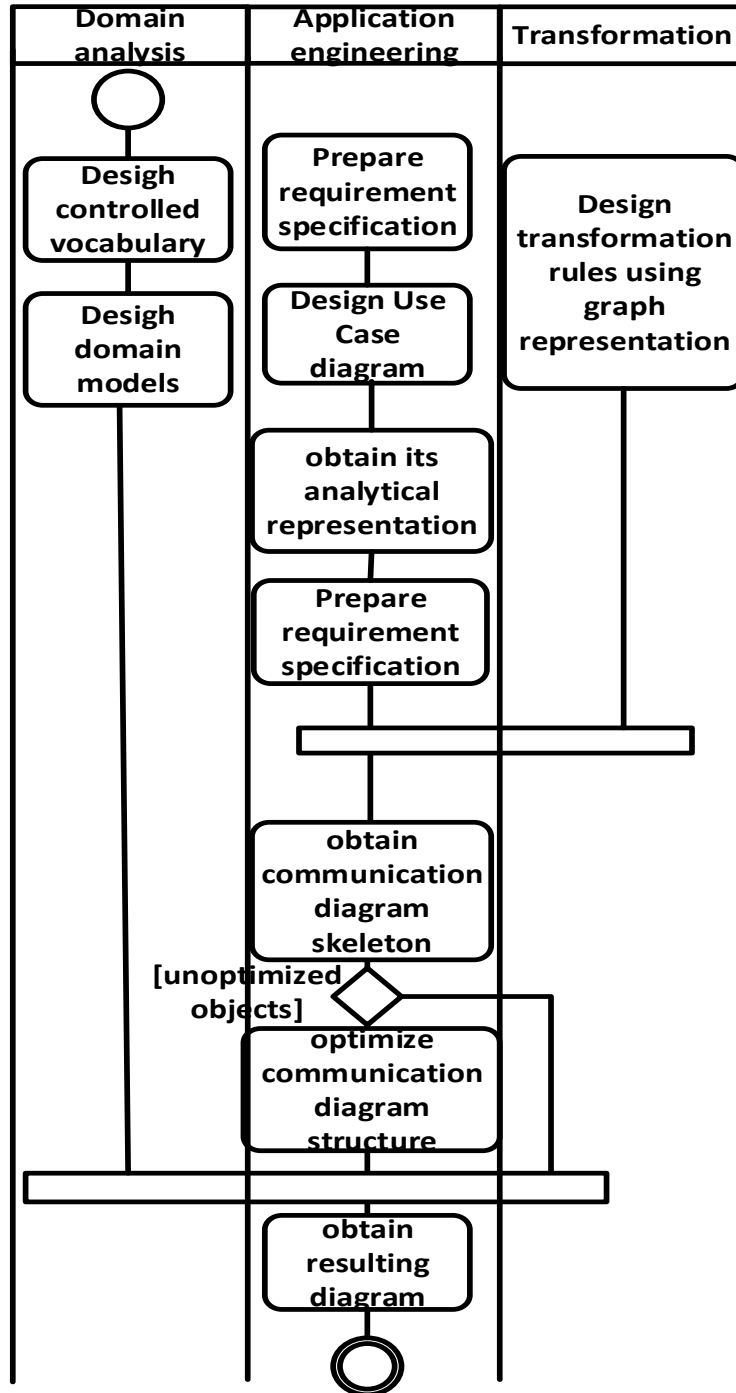 Domain
analysis
Application
engineering
Transformation
Desigh
controlled
vocabulary
Desigh
domain
models
Prepare
requirement
specification
Design Use
Case
diagram
obtain its
analytical
representation
Prepare
requirement
specification
Design
transformation
rules using
graph
representation
obtain
communication
diagram
skeleton
[unoptimized
objects]
optimize
communication
diagram
structure
obtain
resulting
diagram